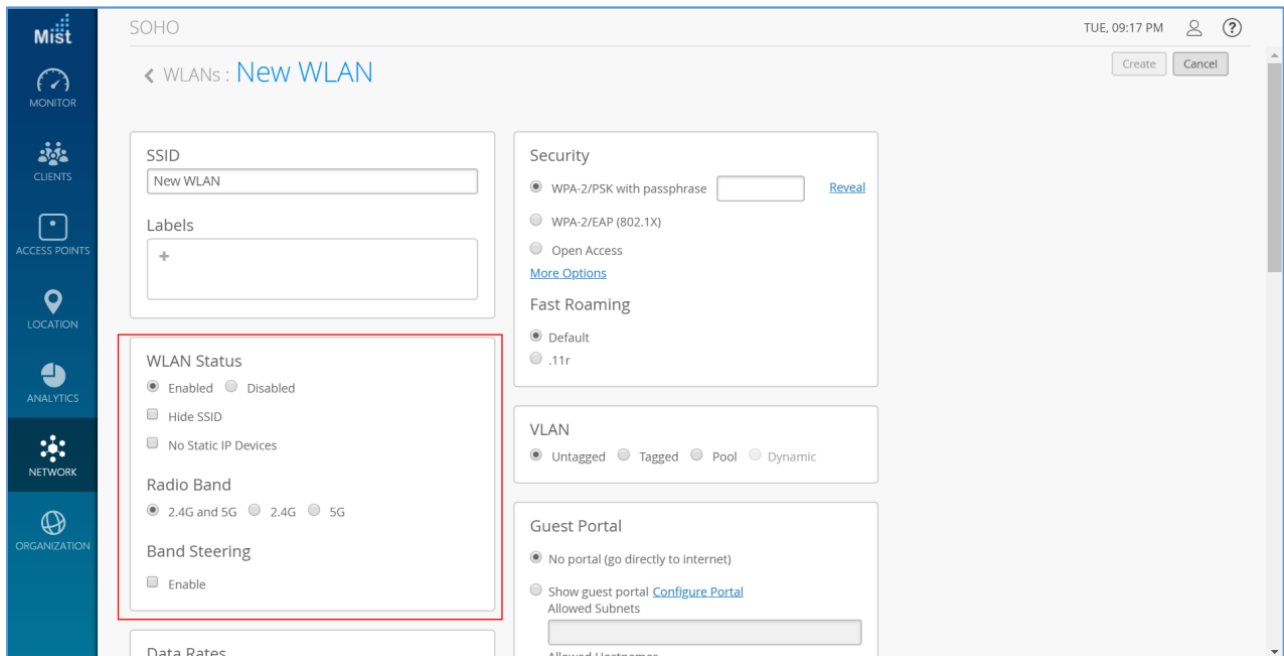 Mist
SOHO
TUE, 09:17 PM
?
MONITOR
CLIENTS
ACCESS POINTS
LOCATION
ANALYTICS
NETWORK
ORGANIZATION
WLANs : New WLAN
Create
Cancel
SSID
New WLAN
Labels
+
WLAN Status
Enabled Disabled
Hide SSID
No Static IP Devices
Radio Band
2.4G and 5G 2.4G 5G
Band Steering
Enable
Data Rates
Security
WPA-2/PSK with passphrase Reveal
WPA-2/EAP (802.1X)
Open Access
More Options
Fast Roaming
Default
.11r
VLAN
Untagged Tagged Pool Dynamic
Guest Portal
No portal (go directly to internet)
Show guest portal Configure Portal
Allowed Subnets
Allowed Hostnames